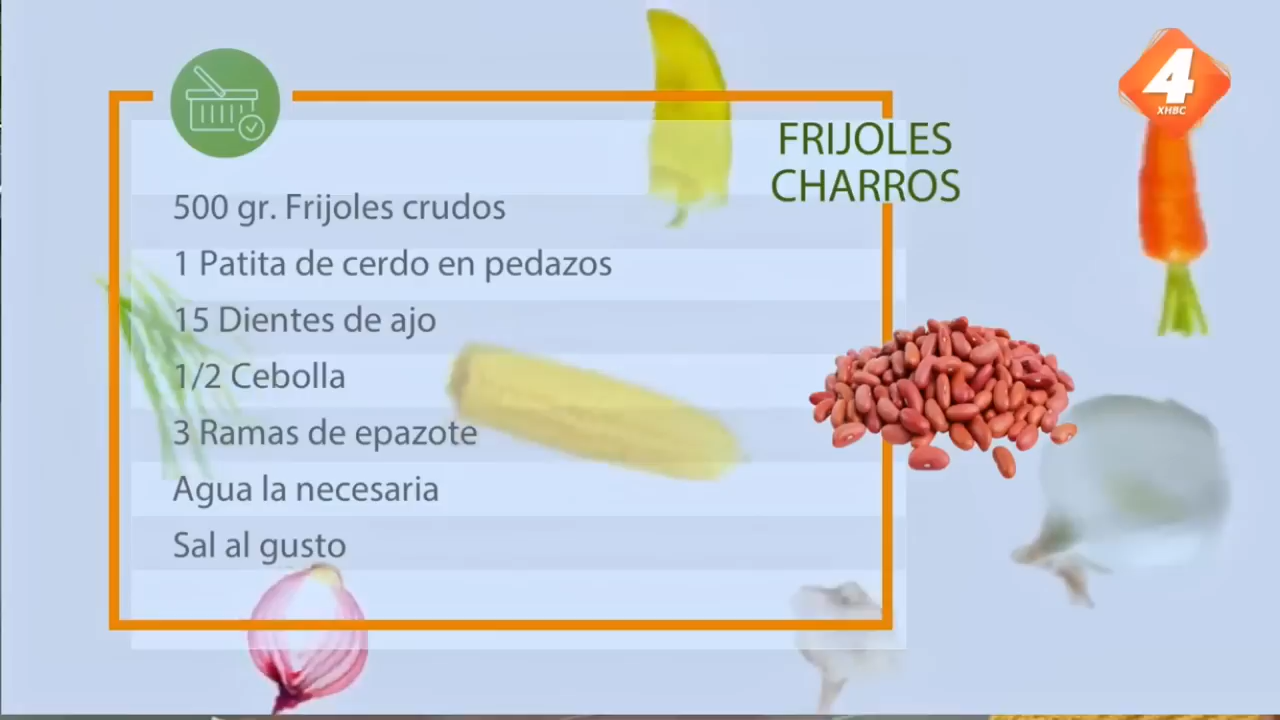 4
XHBC
FRIJOLES
CHARROS
500 gr. Frijoles crudos
1 Patita de cerdo en pedazos
15 Dientes de ajo
1/2 Cebolla
3 Ramas de epazote
Agua la necesaria
Sal al gusto